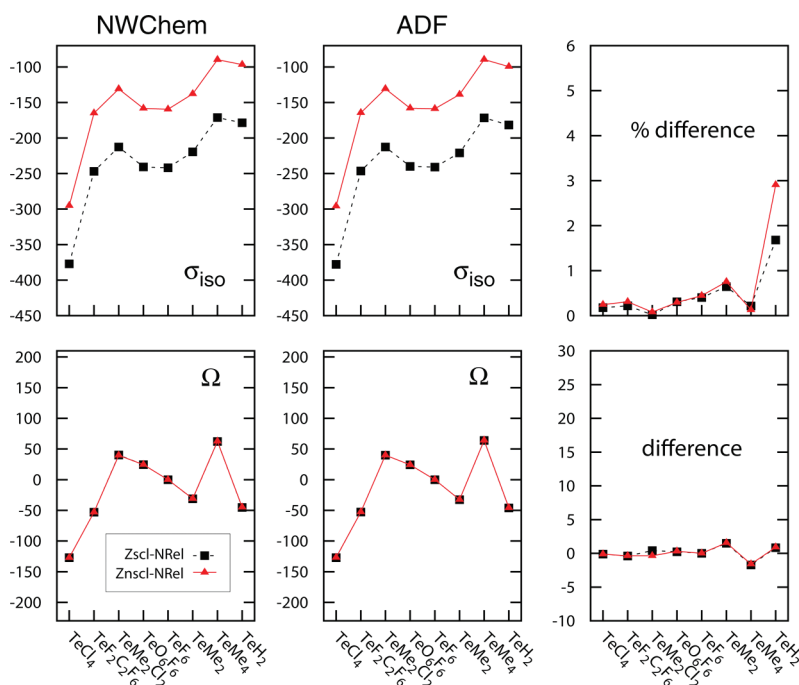 NWChem
ADF
-100
-150
-200
-250
-300
-350
-400
-450
σiso
-100
-150
-200
-250
-300
-350
-400
-450
σiso
6
5
4
3
2
1
0
% difference
200
150
100
50
0
-50
-100
-150
-200
Ω
Zscl-NRel
Znscl-NRel
200
150
100
50
0
-50
-100
-150
-200
Ω
30
25
20
15
10
5
0
-5
-10
difference
TeCl4
TeF2C2F6
TeMe2Cl2
TeO6F6
TeF6
TeMe2
TeMe4
TeH2
TeCl4
TeF2C2F6
TeMe2Cl2
TeO6F6
TeF6
TeMe2
TeMe4
TeH2
TeCl4
TeF2C2F6
TeMe2Cl2
TeO6F6
TeF6
TeMe2
TeMe4
TeH2